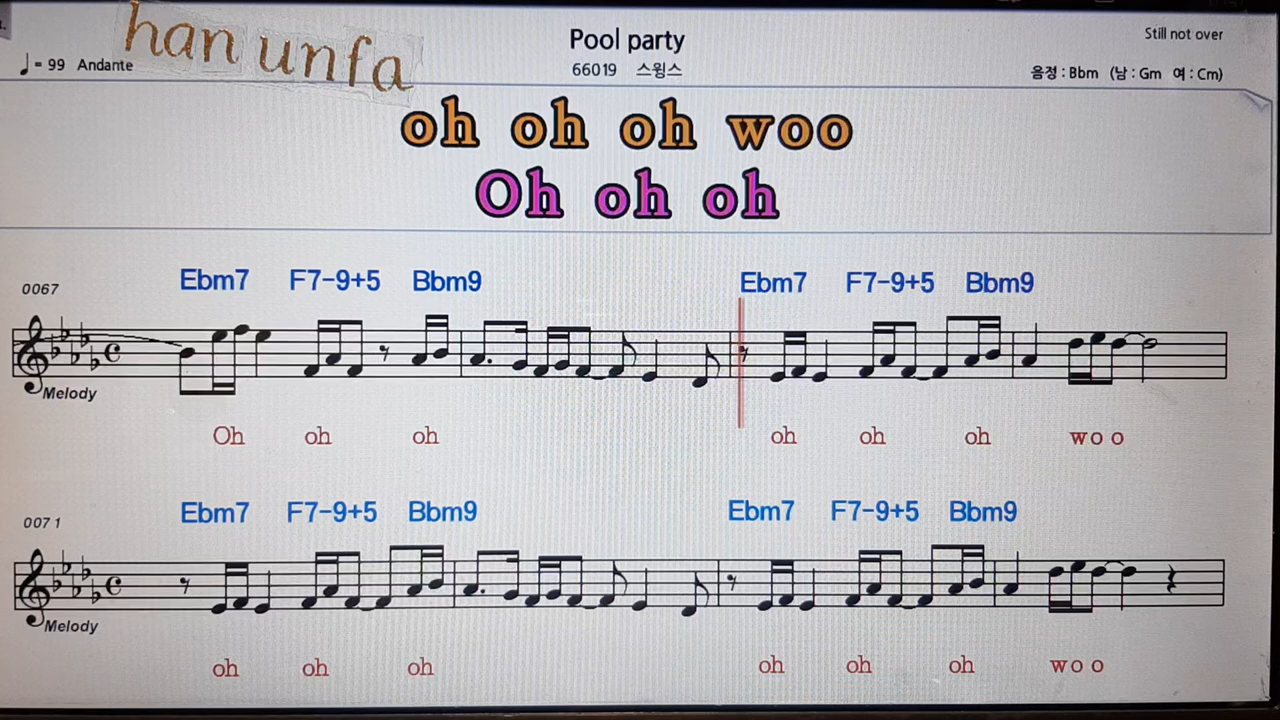 han unfa
Pool party
Still not over
♩= 99 Andante
66019 스윙스
음정 : Bbm (남 : Gm 여 : Cm)
oh oh oh woo
Oh oh oh
0067
Ebm7 F7-9+5 Bbm9 Ebm7 F7-9+5 Bbm9
Melody
Oh oh oh oh oh oh woo
0071
Ebm7 F7-9+5 Bbm9 Ebm7 F7-9+5 Bbm9
Melody
oh oh oh oh oh oh woo